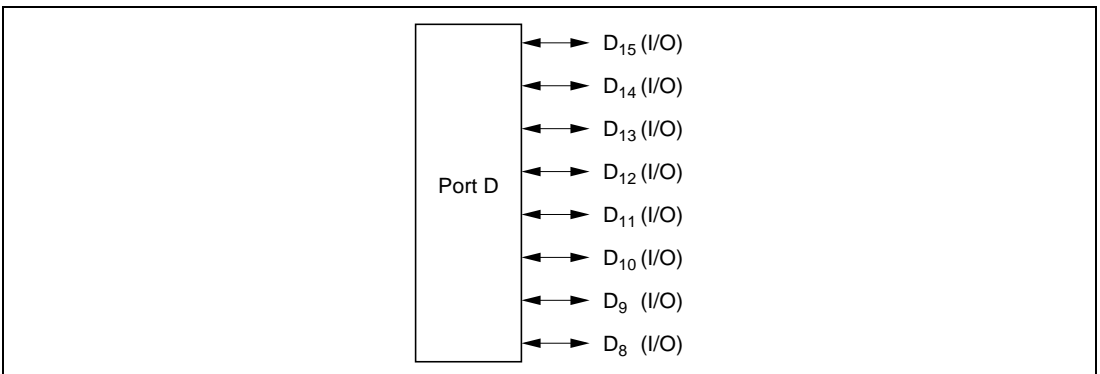 D15 (I/O)
D14 (I/O)
D13 (I/O)
D12 (I/O)
Port D
D11 (I/O)
D10 (I/O)
D9 (I/O)
D8 (I/O)